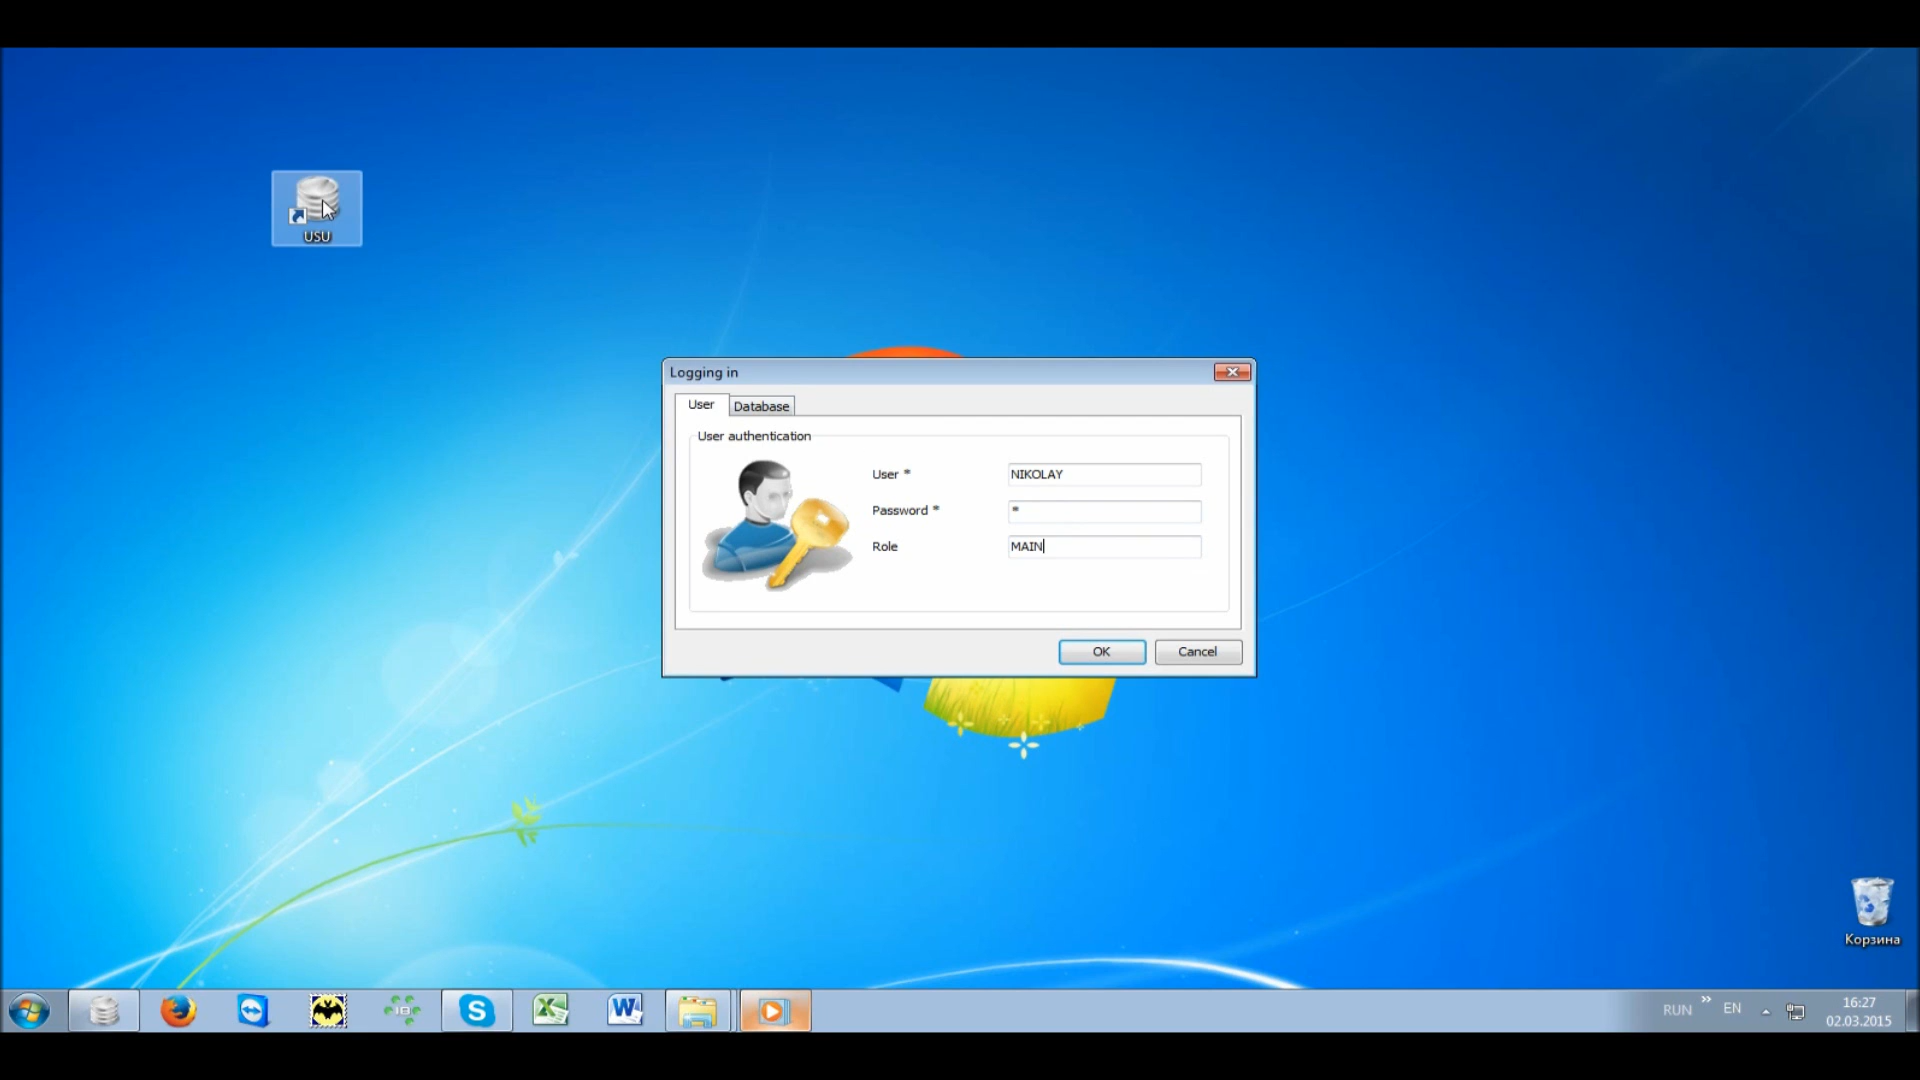 USU
Logging in
User
Database
User authentication
User *
NIKOLAY
Password *
*
Role
MAIN
OK
Cancel
Корзина
RUN
»
EN
16:27
02.03.2015